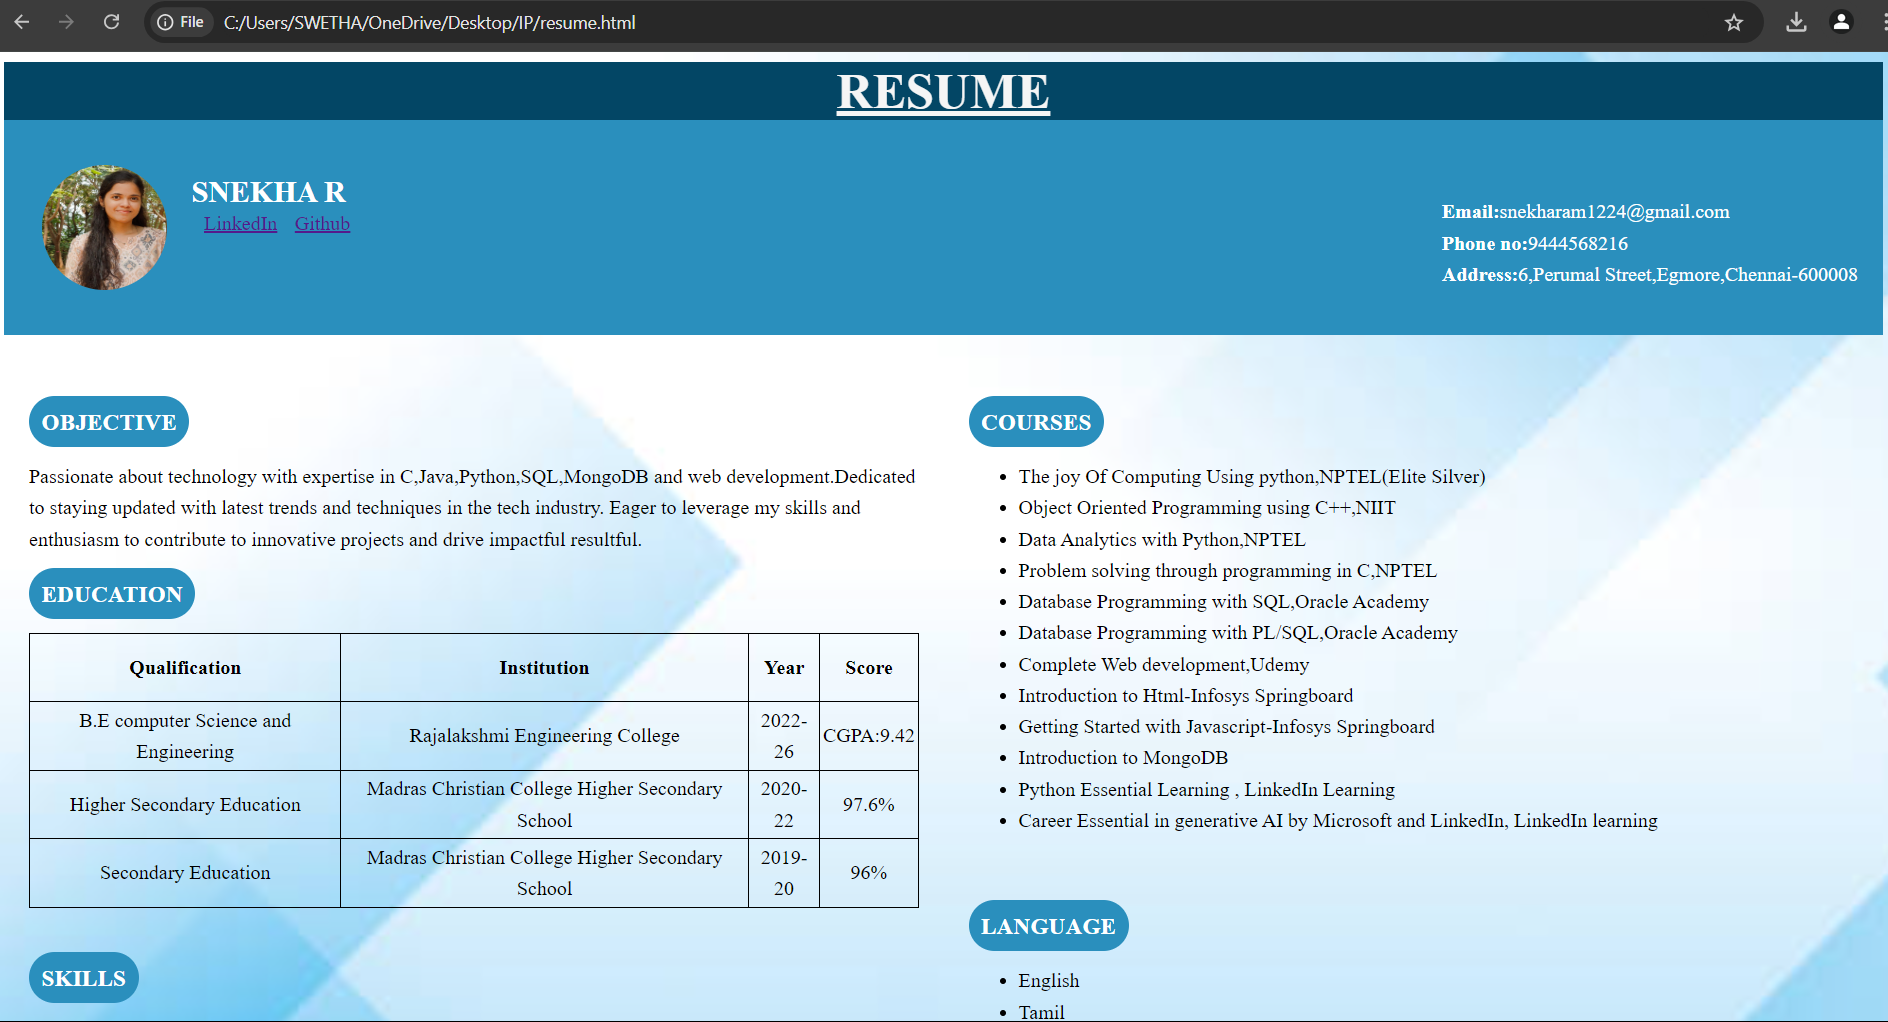 File C:/Users/SWETHA/OneDrive/Desktop/IP/resume.html
RESUME
SNEKHA R
LinkedIn Github
Email:snekharam1224@gmail.com
Phone no:9444568216
Address:6,Perumal Street,Egmore,Chennai-600008
OBJECTIVE
Passionate about technology with expertise in C,Java,Python,SQL,MongoDB and web development.Dedicated
to staying updated with latest trends and techniques in the tech industry. Eager to leverage my skills and
enthusiasm to contribute to innovative projects and drive impactful resultful.
EDUCATION
Qualification Institution Year Score
B.E computer Science and
Engineering
Rajalakshmi Engineering College
2022-
26
CGPA:9.42
Higher Secondary Education
Madras Christian College Higher Secondary
School
2020-
22
97.6%
Secondary Education
Madras Christian College Higher Secondary
School
2019-
20
96%
SKILLS
COURSES
The joy Of Computing Using python,NPTEL(Elite Silver)
Object Oriented Programming using C++,NIIT
Data Analytics with Python,NPTEL
Problem solving through programming in C,NPTEL
Database Programming with SQL,Oracle Academy
Database Programming with PL/SQL,Oracle Academy
Complete Web development,Udemy
Introduction to Html-Infosys Springboard
Getting Started with Javascript-Infosys Springboard
Introduction to MongoDB
Python Essential Learning , LinkedIn Learning
Career Essential in generative AI by Microsoft and LinkedIn, LinkedIn learning
LANGUAGE
English
Tamil